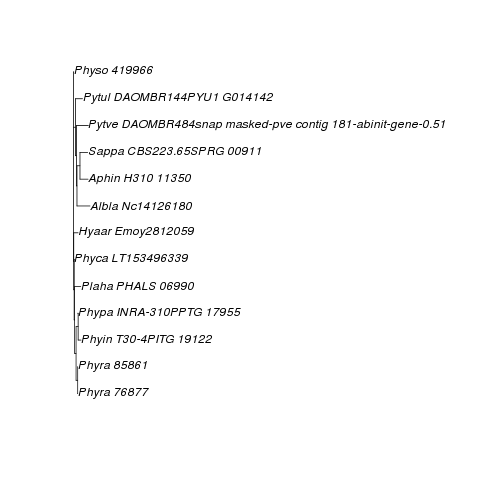 Physo 419966
Pytul DAOMBR144PYU1 G014142
Pytve DAOMBR484snap masked-pve contig 181-abinit-gene-0.51
Sappa CBS223.65SPRG 00911
Aphin H310 11350
Albla Nc14126180
Hyaar Emoy2812059
Phyca LT153496339
Plaha PHALS 06990
Phypa INRA-310PPTG 17955
Phyin T30-4PITG 19122
Phyra 85861
Phyra 76877